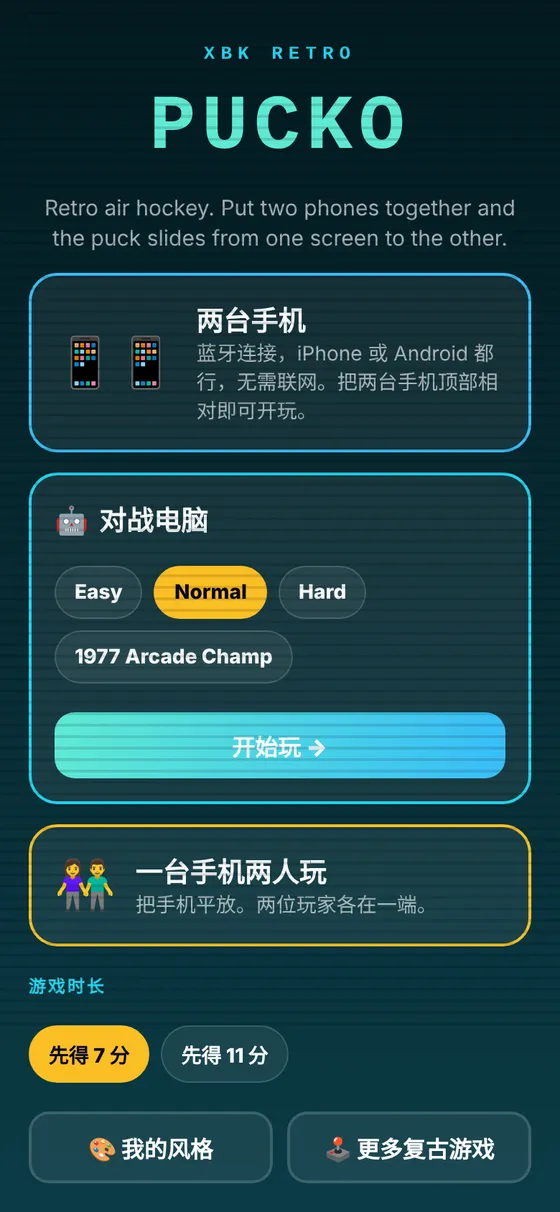 XBK RETRO
PUCKO
Retro air hockey. Put two phones together and
the puck slides from one screen to the other.
两台手机
蓝牙连接，iPhone 或 Android 都
行，无需联网。把两台手机顶部相
对即可开玩。
对战电脑
Easy
Normal
Hard
1977 Arcade Champ
开始玩 →
一台手机两人玩
把手机平放。两位玩家各在一端。
游戏时长
先得 7 分
先得 11 分
我的风格
更多复古游戏